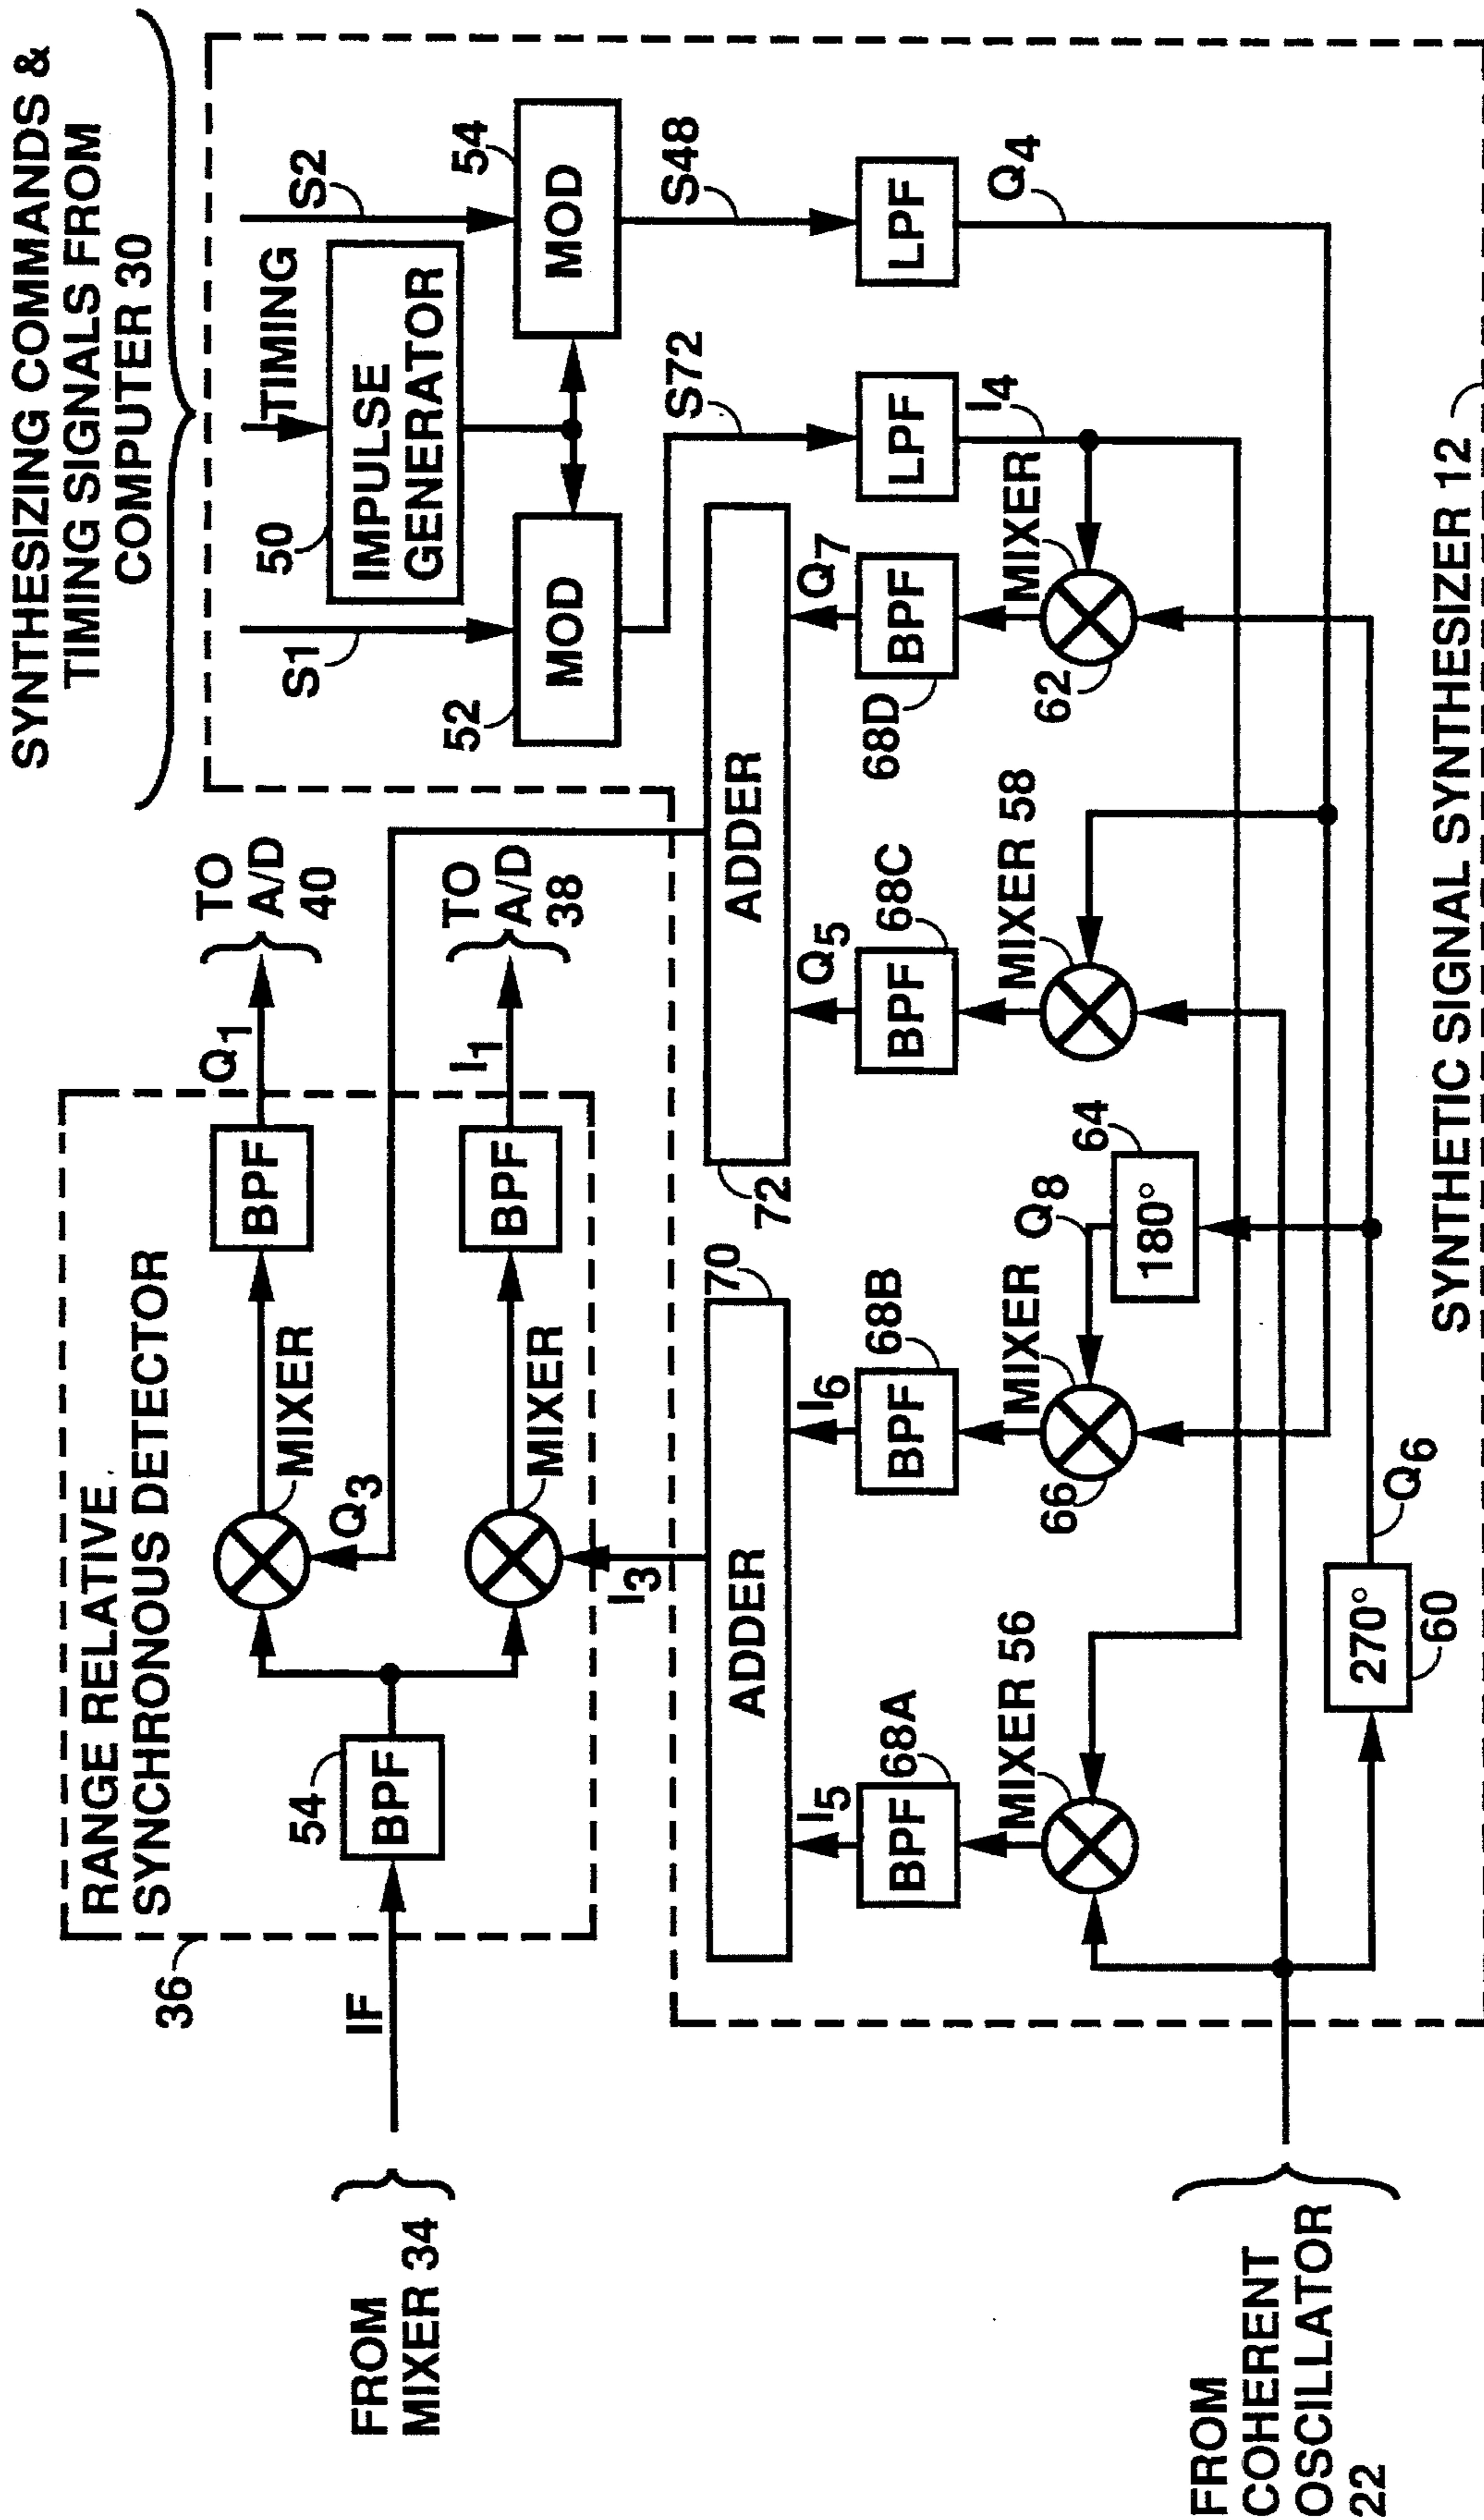 SYNTHESIZING COMMANDS &
TIMING SIGNALS FROM
COMPUTER 30
RANGE RELATIVE
SYNCHRONOUS DETECTOR
36
FROM
MIXER 34
IF
54
BPF
MIXER
Q3
MIXER
I3
BPF
BPF
Q1
I1
TO
A/D
40
TO
A/D
38
S1
50
TIMING
S2
IMPULSE
GENERATOR
52
MOD
54
MOD
S72
S48
LPF
LPF
I4
Q4
ADDER
70
ADDER
72
I5
I6
Q5
Q7
BPF
68A
BPF
68B
BPF
68C
BPF
68D
MIXER 56
MIXER
66
Q8
MIXER 58
MIXER
62
180°
64
270°
60
Q6
FROM
COHERENT
OSCILLATOR
22
SYNTHETIC SIGNAL SYNTHESIZER 12